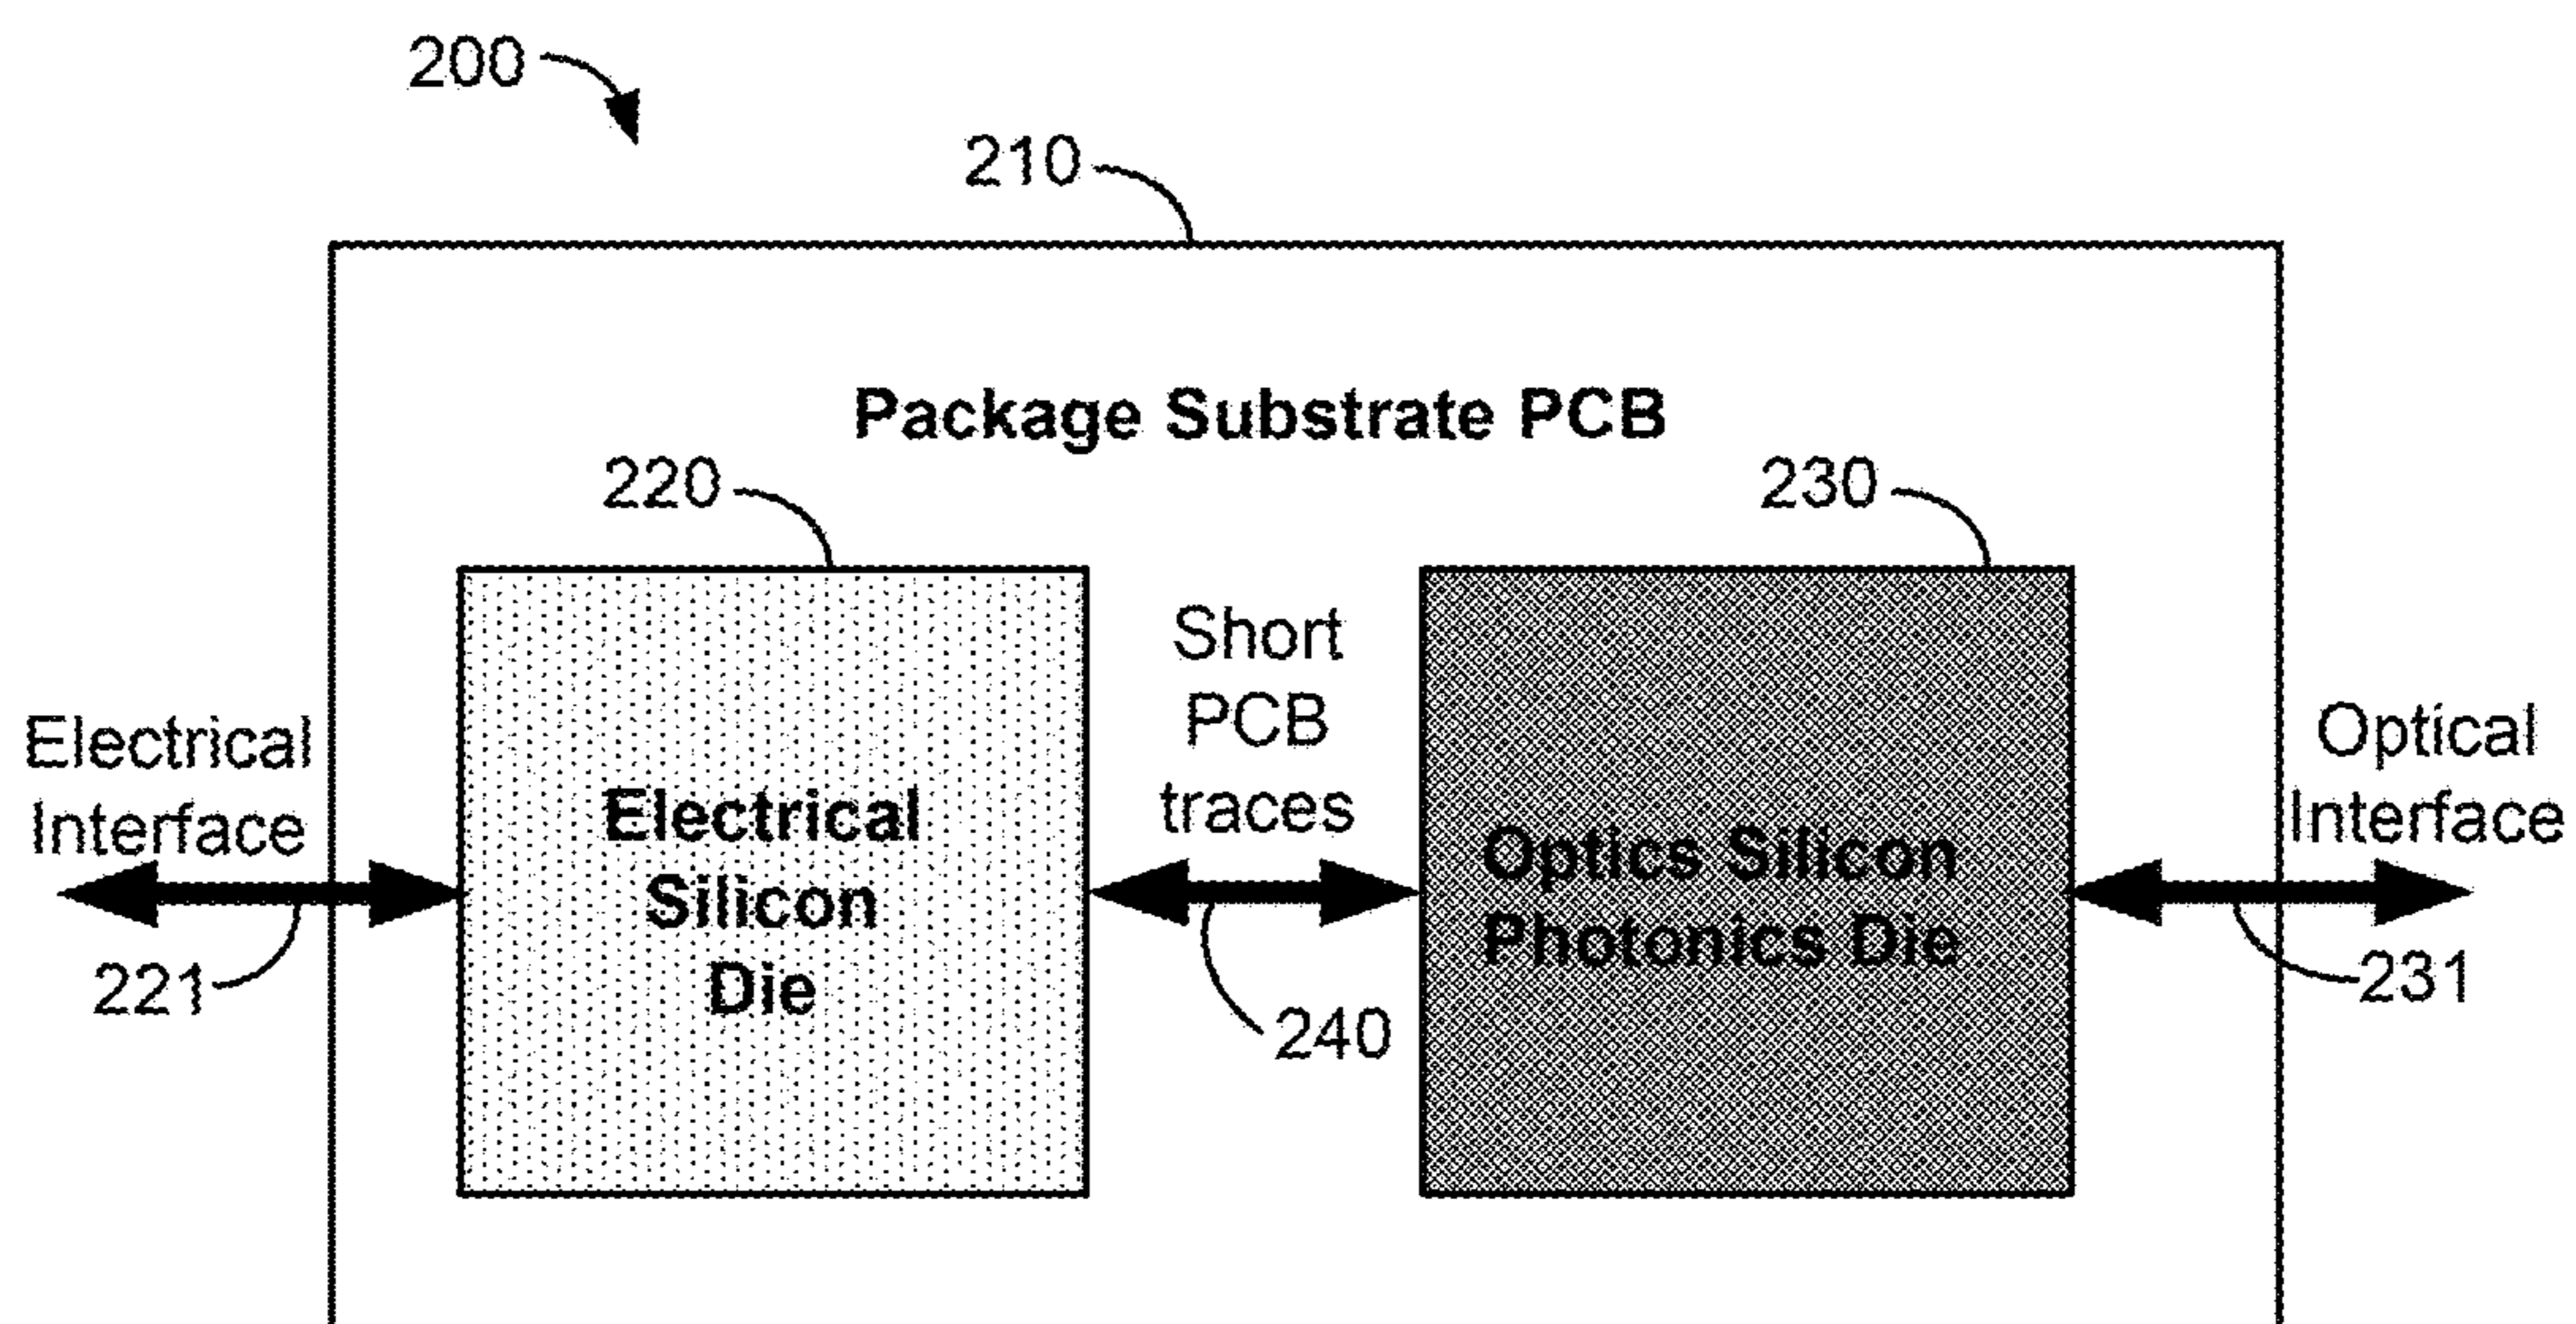 200
210
Package Substrate PCB
220
230
Short
PCB
traces
Electrical
Interface
Electrical
Silicon
Die
Optics Silicon
Photonics Die
Optical
Interface
221
240
231